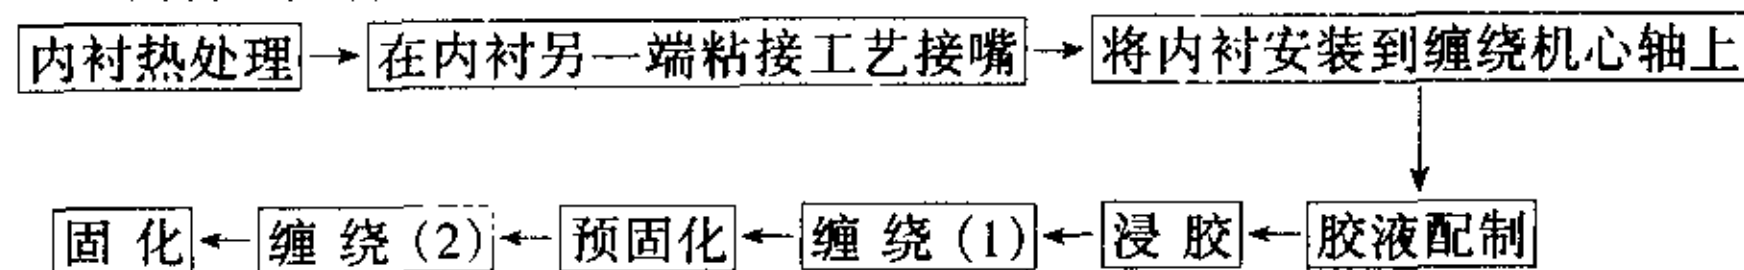 内衬热处理 → 在内衬另一端粘接工艺接嘴 → 将内衬安装到缠绕机心轴上
固 化 ← 缠 绕 (2) ← 预固化 ← 缠 绕 (1) ← 浸 胶 ← 胶液配制